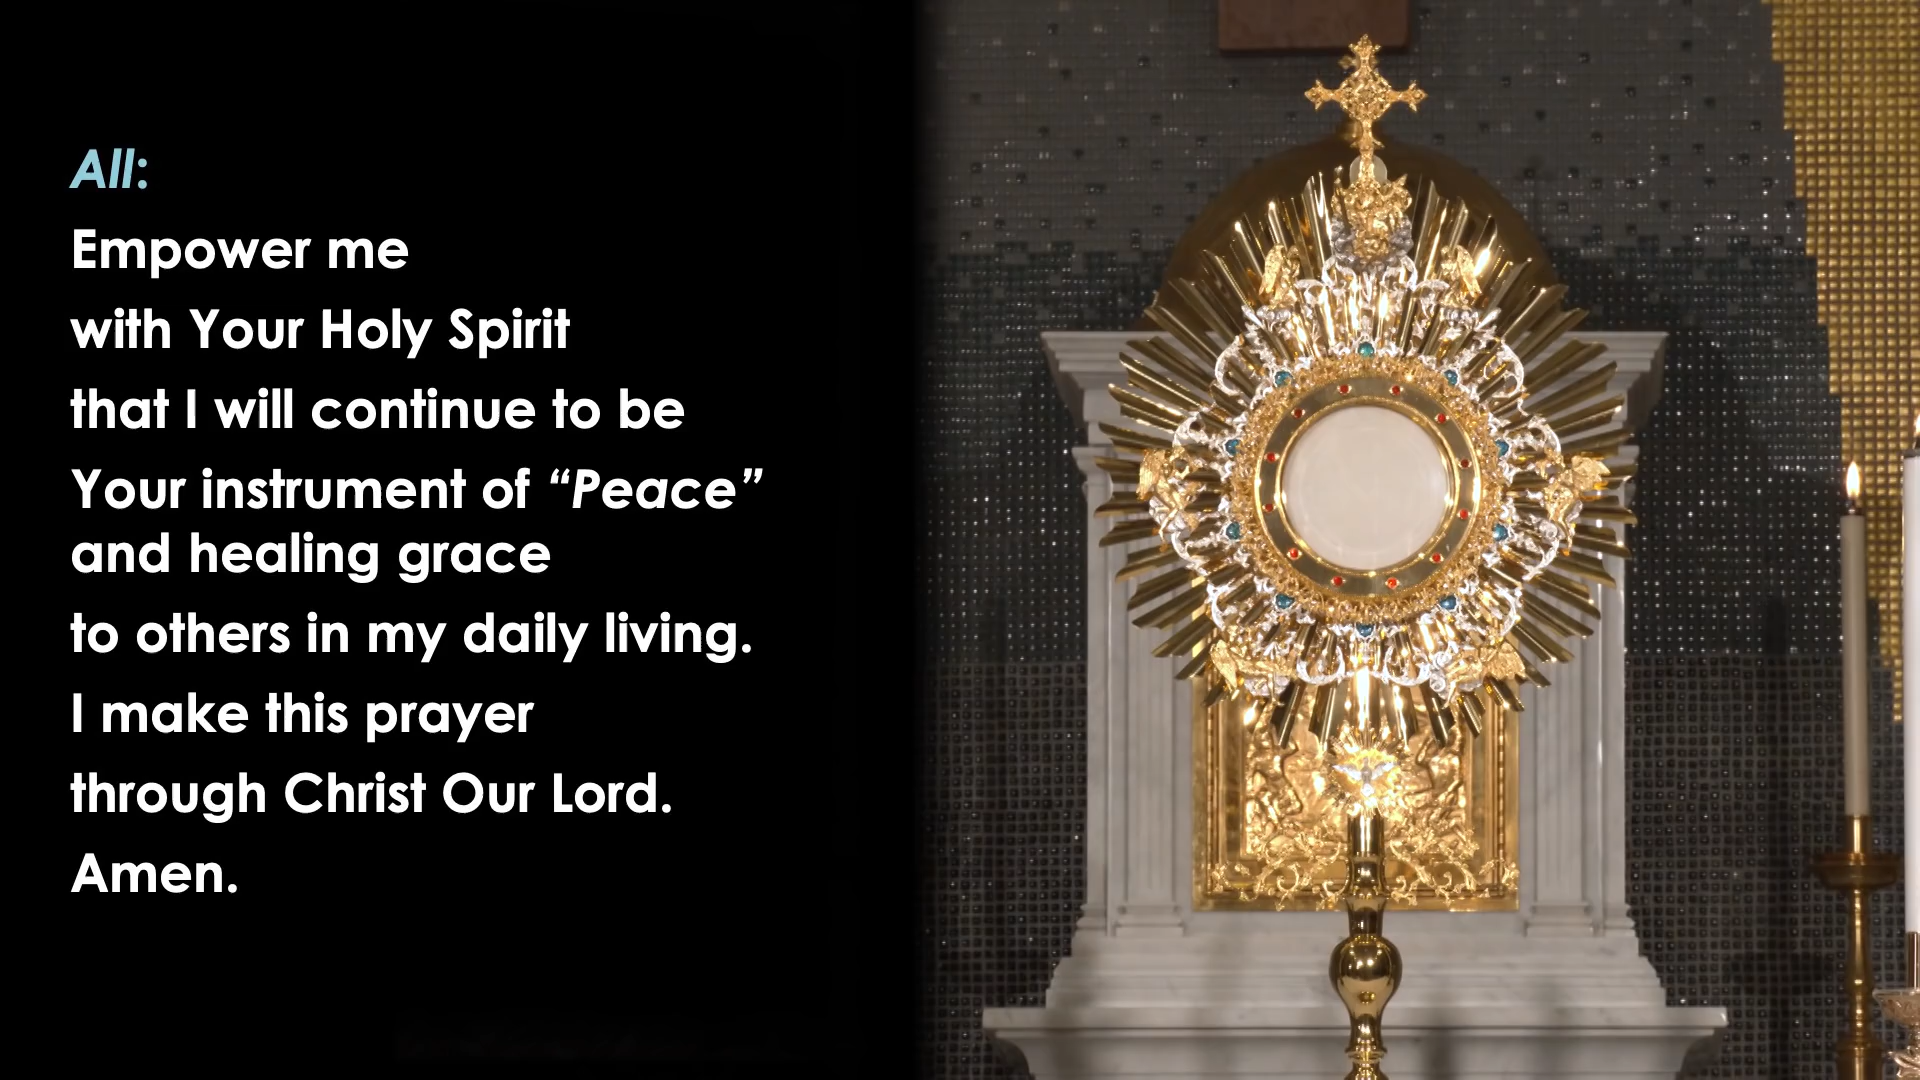 All:
Empower me
with Your Holy Spirit
that I will continue to be
Your instrument of “Peace”
and healing grace
to others in my daily living.
I make this prayer
through Christ Our Lord.
Amen.